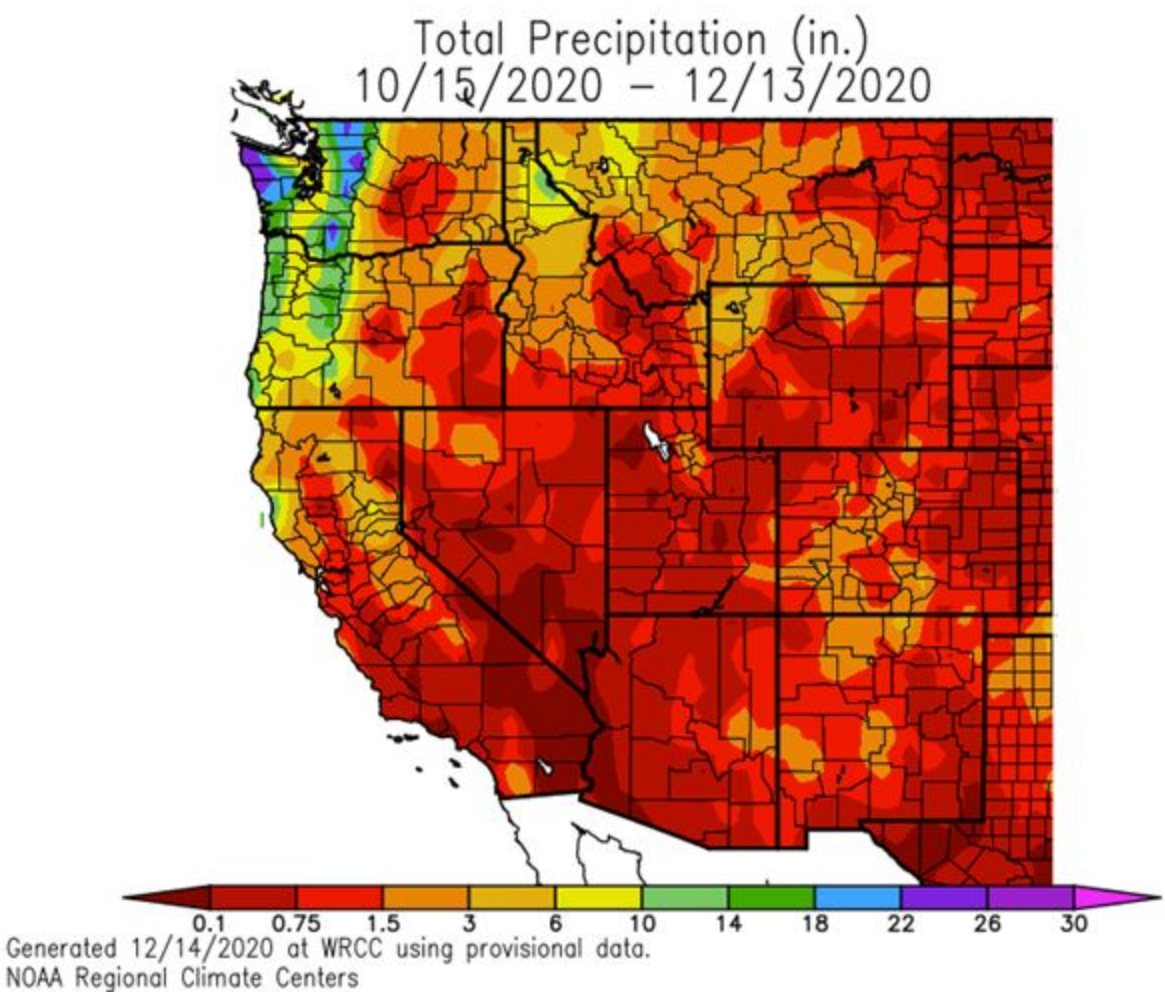 Total Precipitation (in.)
10/15/2020 – 12/13/2020
0.1 0.75 1.5 3 6 10 14 18 22 26 30
Generated 12/14/2020 at WRCC using provisional data.
NOAA Regional Climate Centers